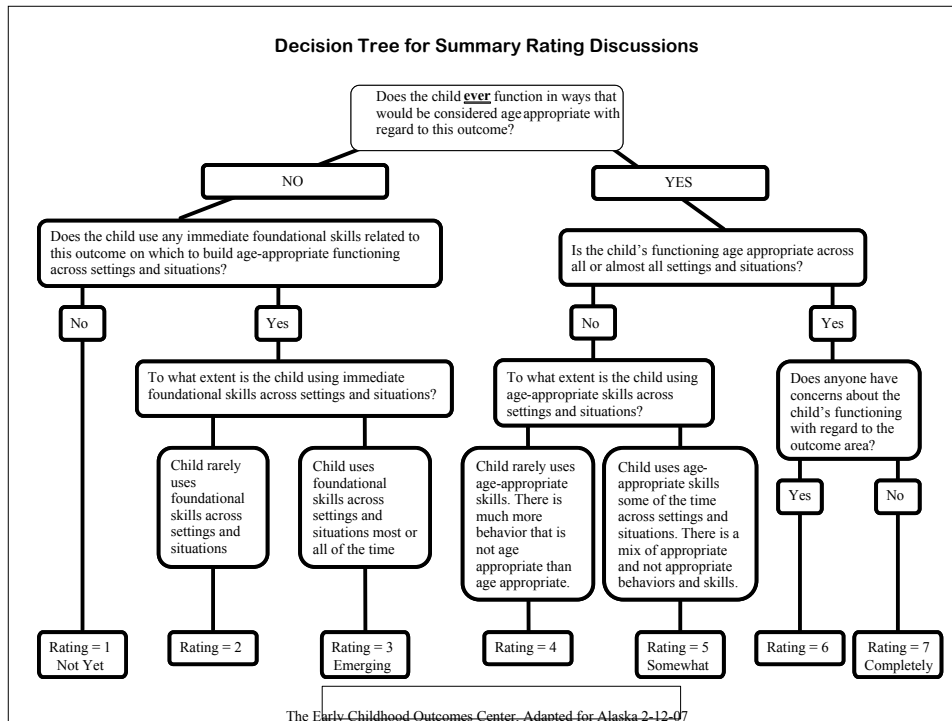 Decision Tree for Summary Rating Discussions
Does the child ever function in ways that
would be considered age appropriate with
regard to this outcome?
NO
YES
Does the child use any immediate foundational skills related to
this outcome on which to build age-appropriate functioning
across settings and situations?
Is the child’s functioning age appropriate across
all or almost all settings and situations?
No
Yes
No
Yes
To what extent is the child using immediate
foundational skills across settings and situations?
To what extent is the child using
age-appropriate skills across
settings and situations?
Does anyone have
concerns about the
child’s functioning
with regard to the
outcome area?
Child rarely
uses
foundational
skills across
settings and
situations
Child uses
foundational
skills across
settings and
situations most or
all of the time
Child rarely uses
age-appropriate
skills. There is
much more
behavior that is
not age
appropriate than
age appropriate.
Child uses age-
appropriate skills
some of the time
across settings and
situations. There is a
mix of appropriate
and not appropriate
behaviors and skills.
Yes
No
Rating = 1
Not Yet
Rating = 2
Rating = 3
Emerging
Rating = 4
Rating = 5
Somewhat
Rating = 6
Rating = 7
Completely
The Early Childhood Outcomes Center. Adapted for Alaska 2-12-07